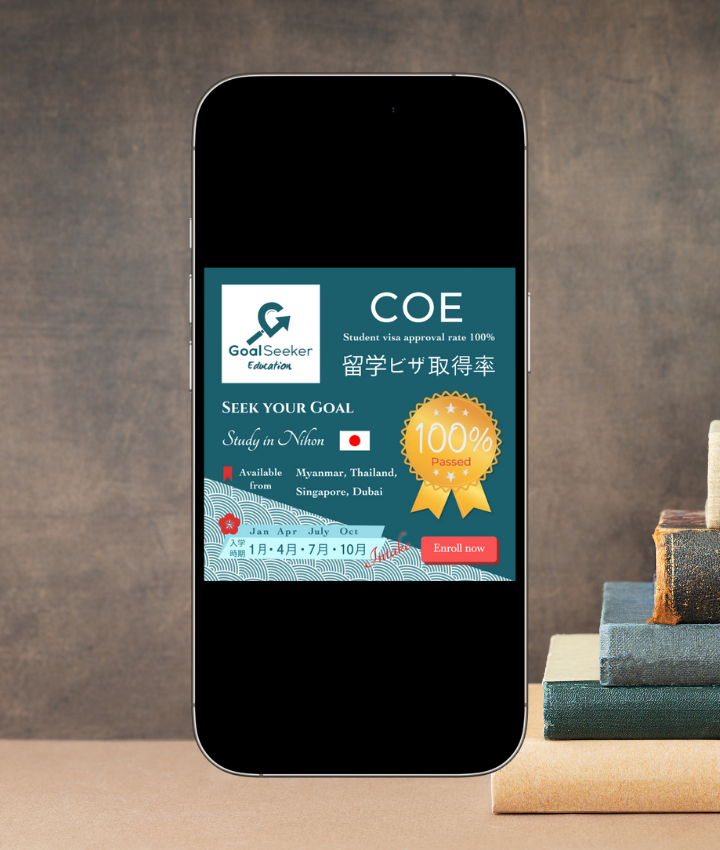 GoalSeeker
Education
COE
Student visa approval rate 100%
留学ビザ取得率
SEEK YOUR GOAL
Study in Nihon
100%
Passed
Available
from
Myanmar, Thailand,
Singapore, Dubai
Jan Apr July Oct
入学
時期
1月・4月・7月・10月
Intake
Enroll now